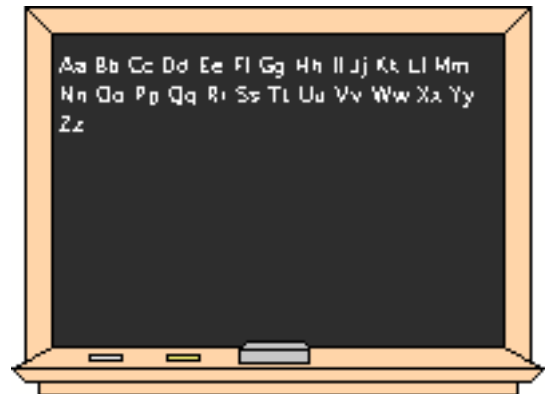 Aa Bb Cc Dd Ee Ff Gg Hh Ii Jj Kk Ll Mm
Nn Oo Pp Qq Rr Ss Tt Uu Vv Ww Xx Yy
Zz